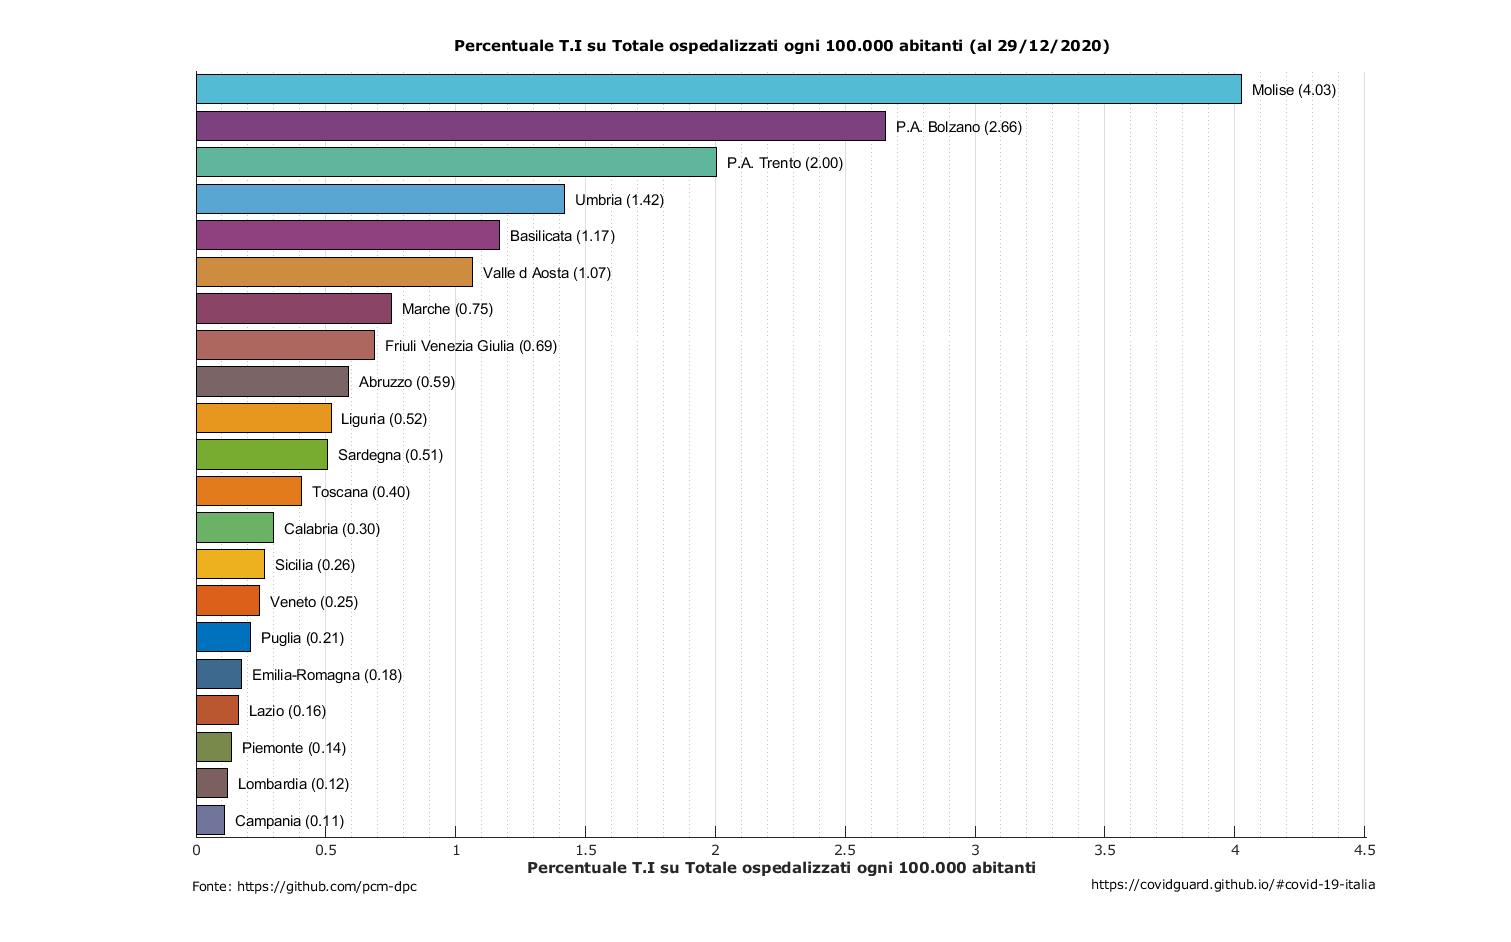 Percentuale T.I su Totale ospedalizzati ogni 100.000 abitanti (al 29/12/2020)
Molise (4.03)
P.A. Bolzano (2.66)
P.A. Trento (2.00)
Umbria (1.42)
Basilicata (1.17)
Valle d Aosta (1.07)
Marche (0.75)
Friuli Venezia Giulia (0.69)
Abruzzo (0.59)
Liguria (0.52)
Sardegna (0.51)
Toscana (0.40)
Calabria (0.30)
Sicilia (0.26)
Veneto (0.25)
Puglia (0.21)
Emilia-Romagna (0.18)
Lazio (0.16)
Piemonte (0.14)
Lombardia (0.12)
Campania (0.11)
0 0.5 1 1.5 2 2.5 3 3.5 4 4.5
Percentuale T.I su Totale ospedalizzati ogni 100.000 abitanti
Fonte: https://github.com/pcm-dpc
https://covidguard.github.io/#covid-19-italia